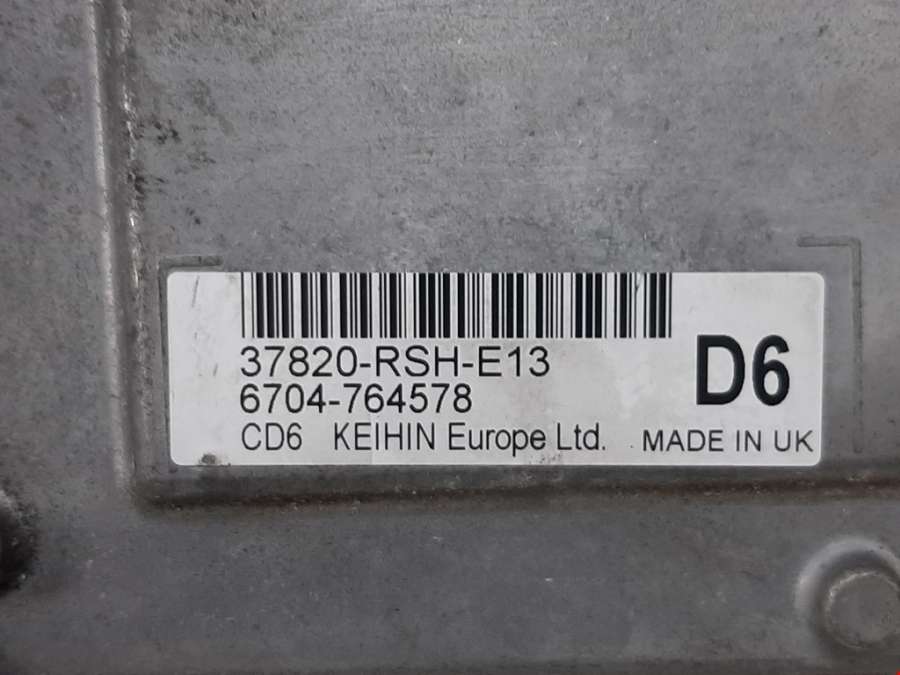 37820-RSH-E13
6704-764578
D6
CD6 KEIHIN Europe Ltd. MADE IN UK